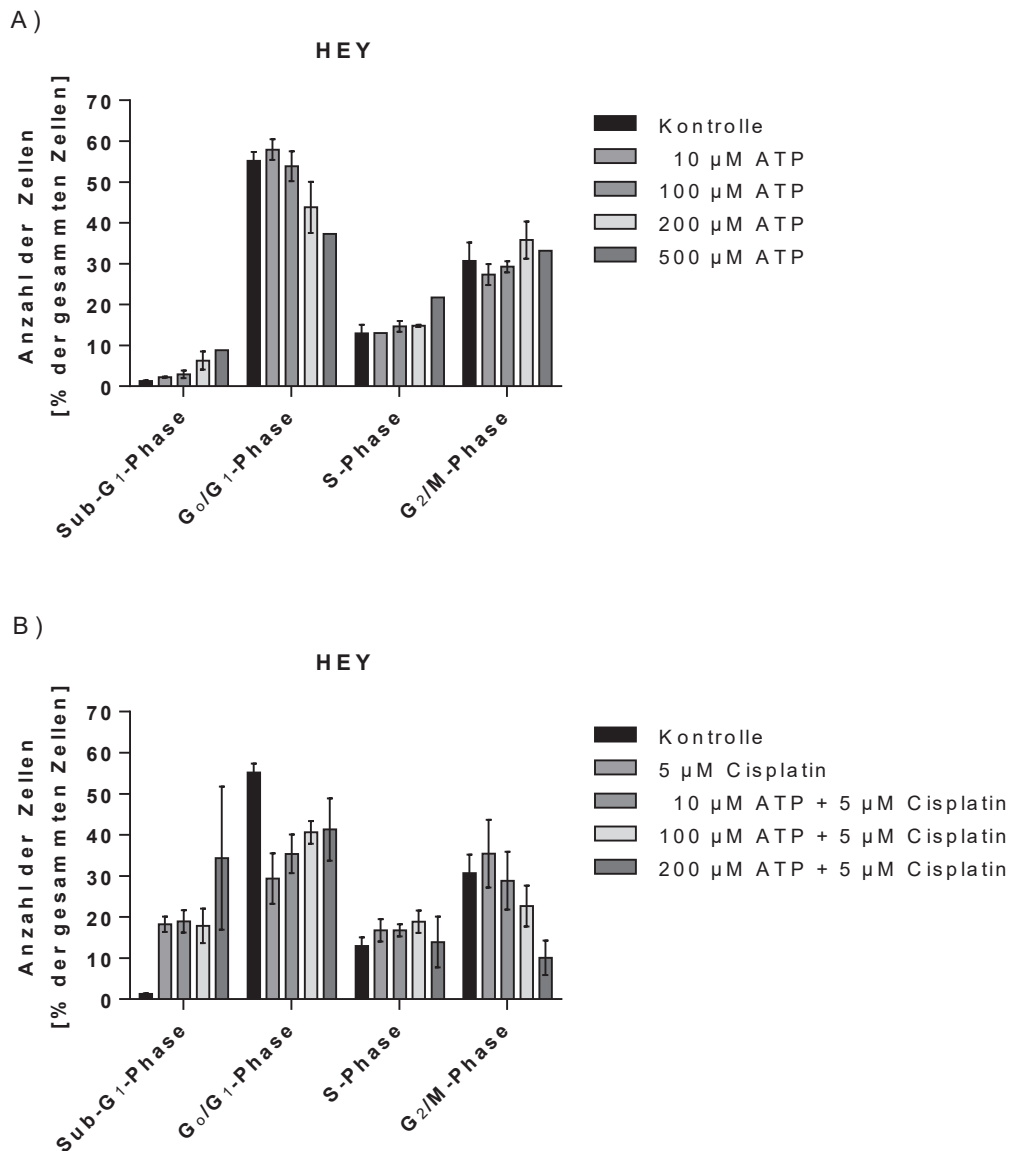 A)
HEY
Anzahl der Zellen
[% der gesammten Zellen]
70
60
50
40
30
20
10
0
Sub-G₁-Phase
G₀/G₁-Phase
S-Phase
G₂/M-Phase
Kontrolle
10 µM ATP
100 µM ATP
200 µM ATP
500 µM ATP
B)
HEY
Anzahl der Zellen
[% der gesammten Zellen]
70
60
50
40
30
20
10
0
Sub-G₁-Phase
G₀/G₁-Phase
S-Phase
G₂/M-Phase
Kontrolle
5 µM Cisplatin
10 µM ATP + 5 µM Cisplatin
100 µM ATP + 5 µM Cisplatin
200 µM ATP + 5 µM Cisplatin